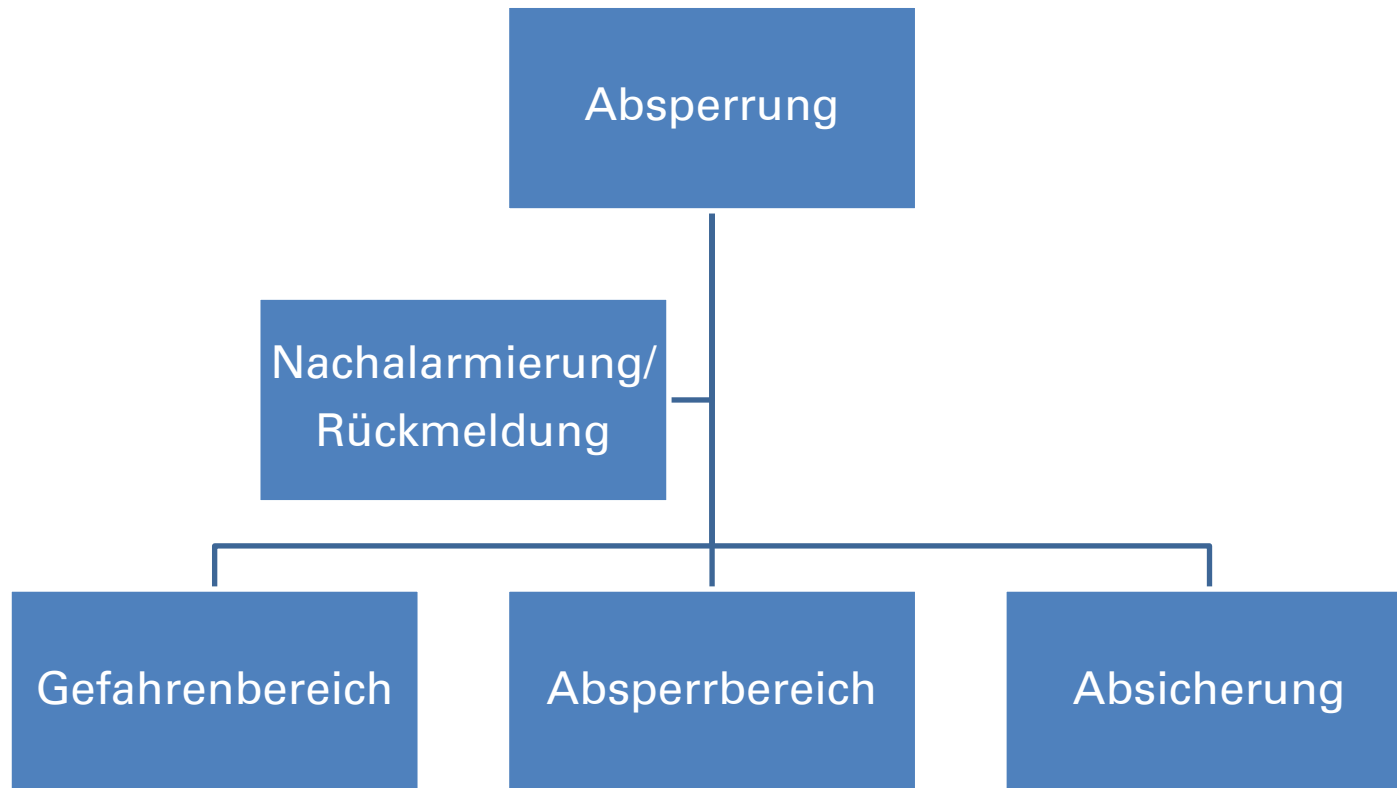 Absperrung
Nachalarmierung/
Rückmeldung
Gefahrenbereich
Absperrbereich
Absicherung